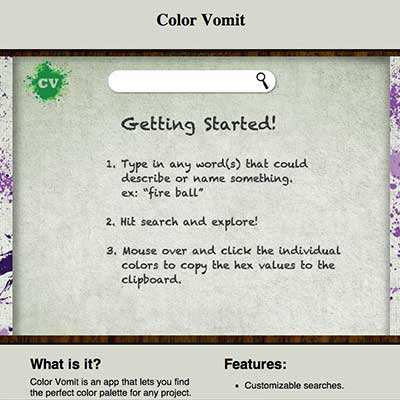 Color Vomit
CV
Getting Started!
1. Type in any word(s) that could
describe or name something.
ex: “fire ball”
2. Hit search and explore!
3. Mouse over and click the individual
colors to copy the hex values to the
clipboard.
What is it?
Color Vomit is an app that lets you find
the perfect color palette for any project.
Features:
• Customizable searches.